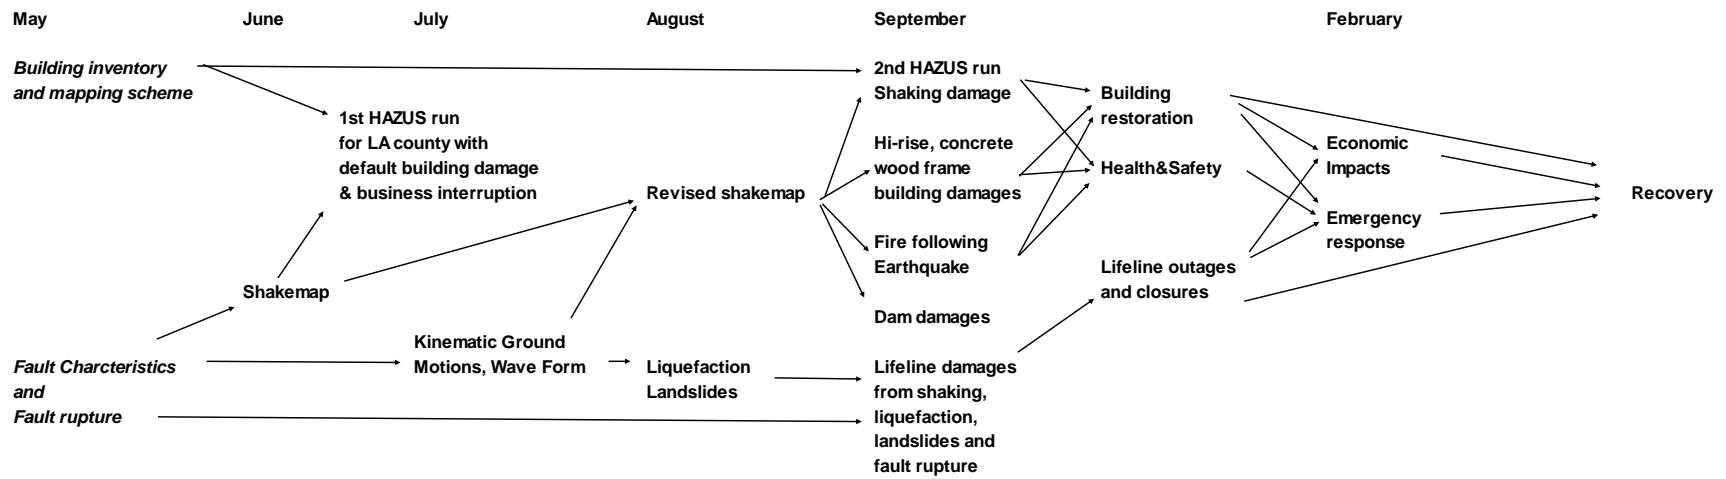 May
June
July
August
September
February
Building inventory
and mapping scheme
1st HAZUS run
for LA county with
default building damage
& business interruption
Shakemap
Fault Charcteristics
and
Fault rupture
Kinematic Ground
Motions, Wave Form
Revised shakemap
Liquefaction
Landslides
2nd HAZUS run
Shaking damage
Hi-rise, concrete
wood frame
building damages
Fire following
Earthquake
Dam damages
Lifeline damages
from shaking,
liquefaction,
landslides and
fault rupture
Building
restoration
Health&Safety
Lifeline outages
and closures
Economic
Impacts
Emergency
response
Recovery